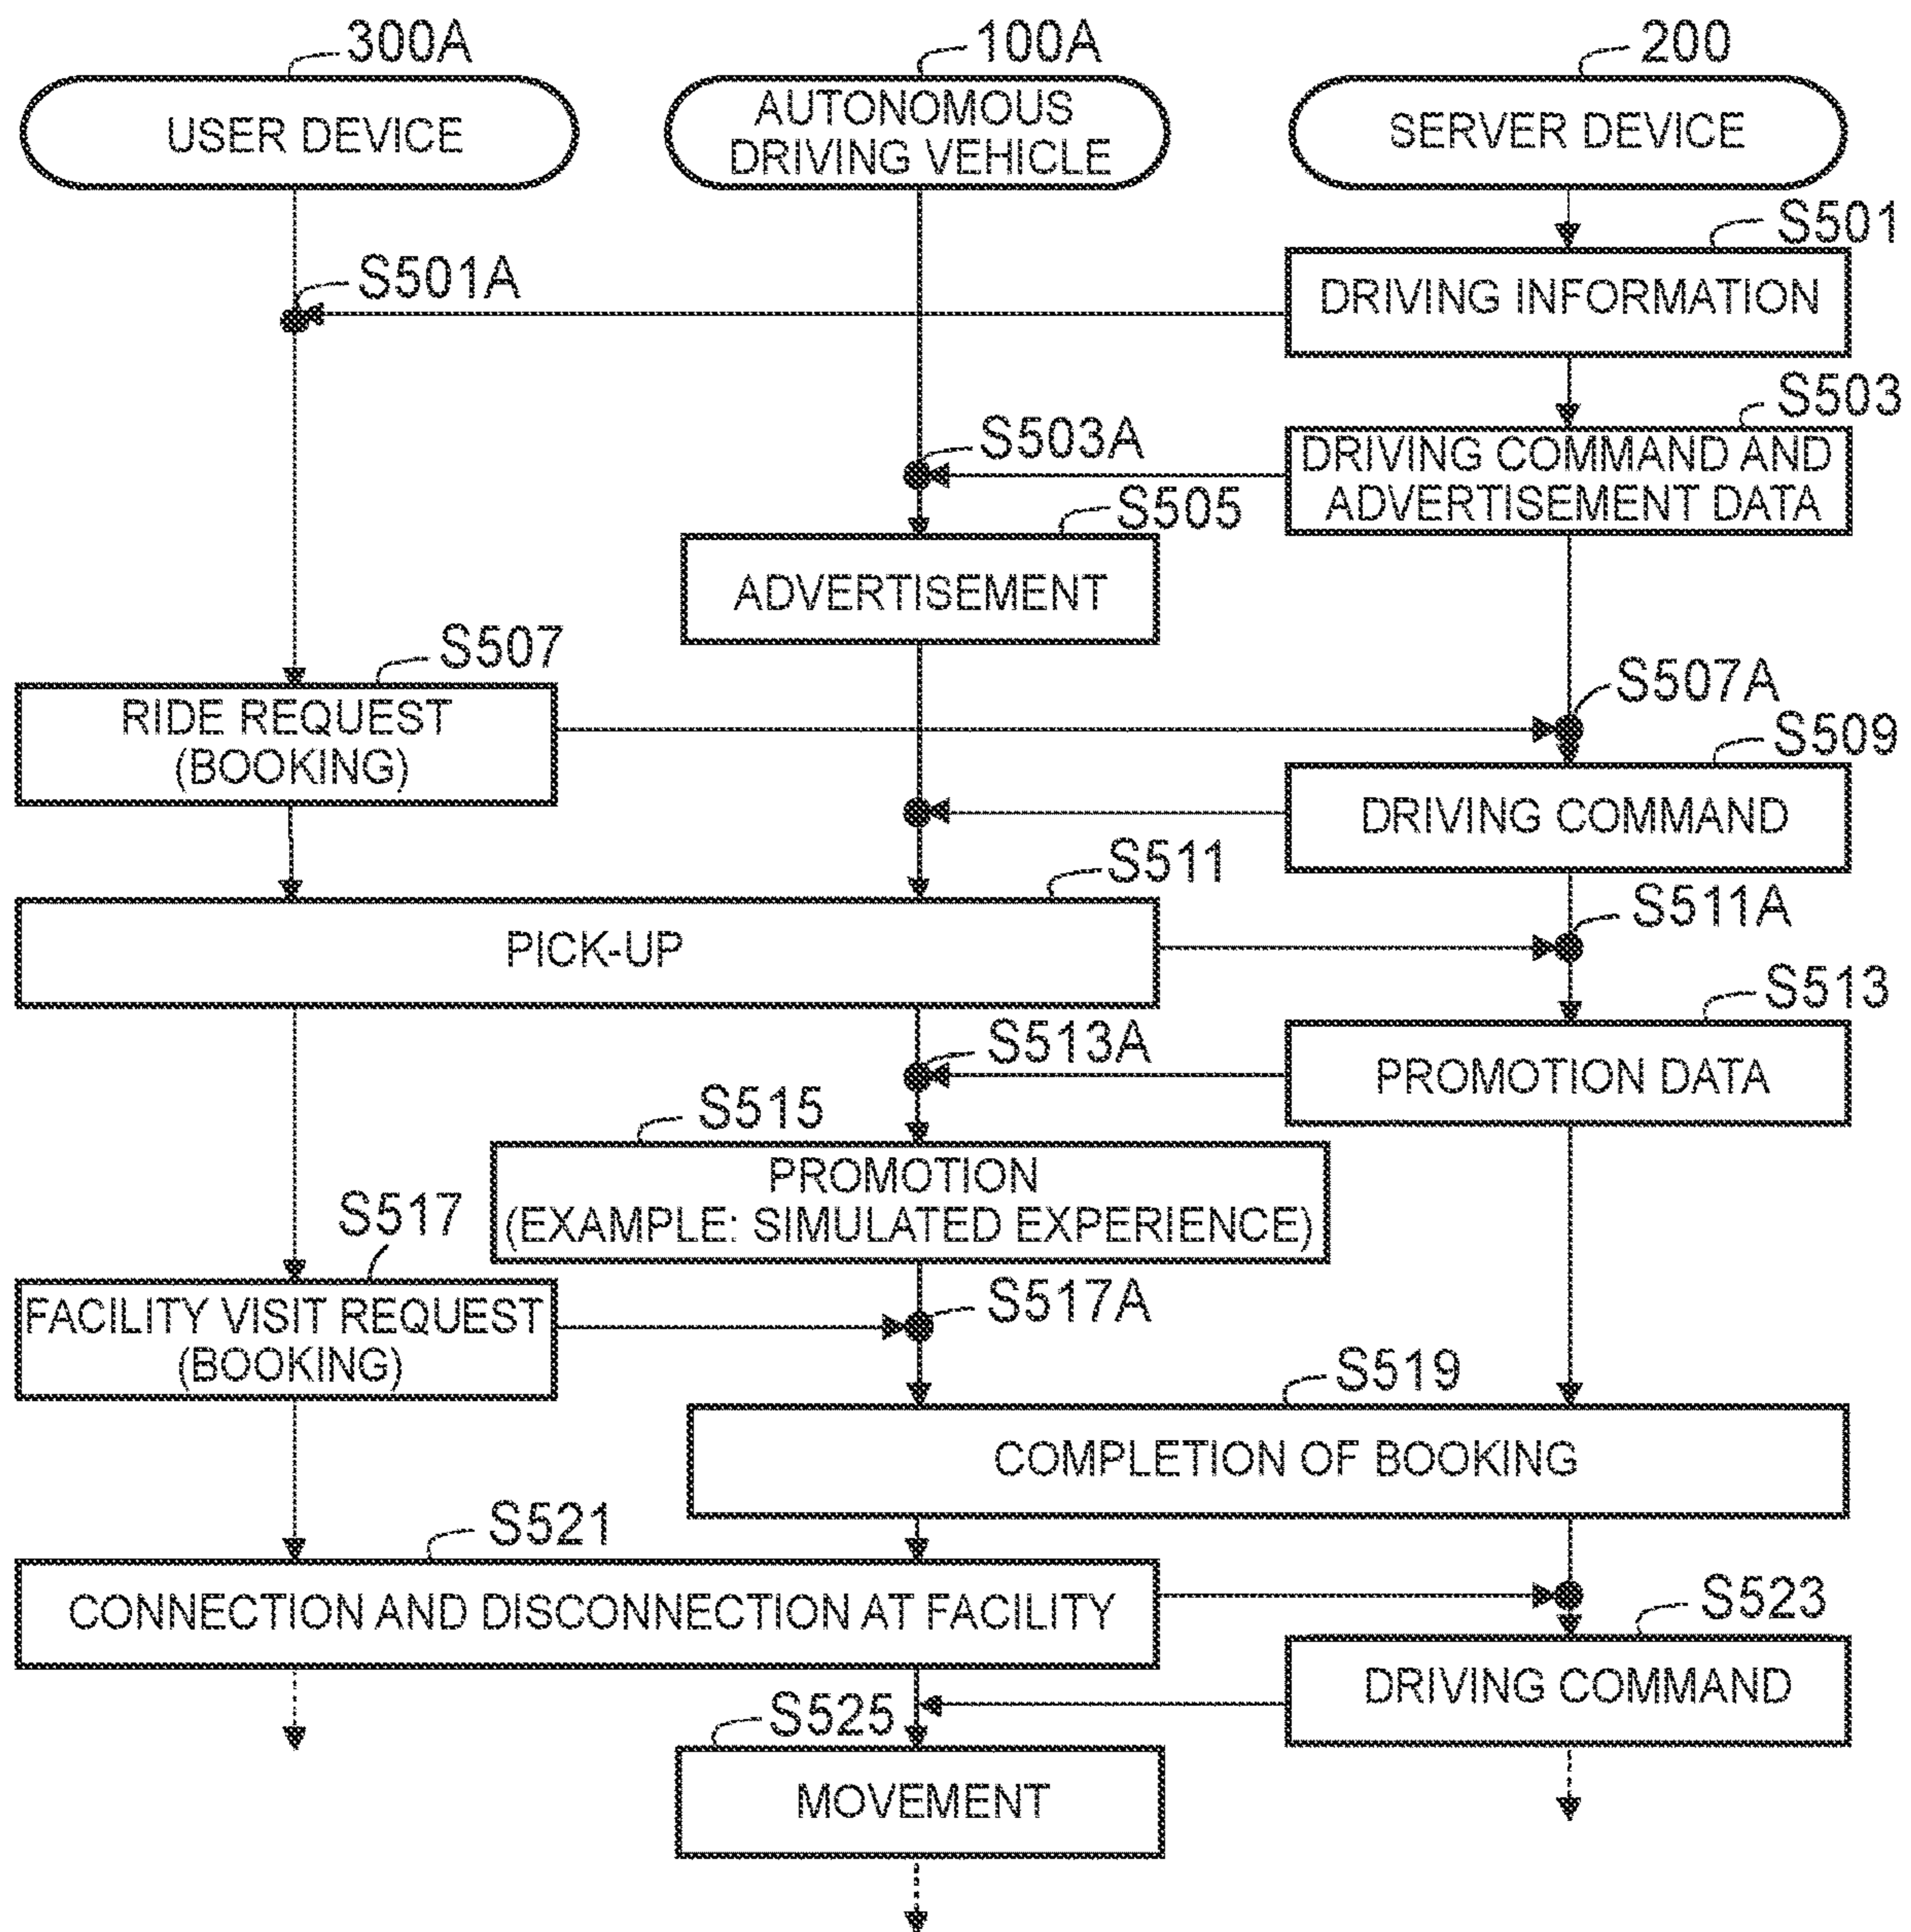 300A
100A
200
USER DEVICE
AUTONOMOUS
DRIVING VEHICLE
SERVER DEVICE
S501
DRIVING INFORMATION
S501A
S503
DRIVING COMMAND AND
ADVERTISEMENT DATA
S503A
S505
ADVERTISEMENT
S507
RIDE REQUEST
(BOOKING)
S507A
S509
DRIVING COMMAND
S511
PICK-UP
S511A
S513
PROMOTION DATA
S513A
S515
PROMOTION
(EXAMPLE: SIMULATED EXPERIENCE)
S517
FACILITY VISIT REQUEST
(BOOKING)
S517A
S519
COMPLETION OF BOOKING
S521
CONNECTION AND DISCONNECTION AT FACILITY
S523
DRIVING COMMAND
S525
MOVEMENT